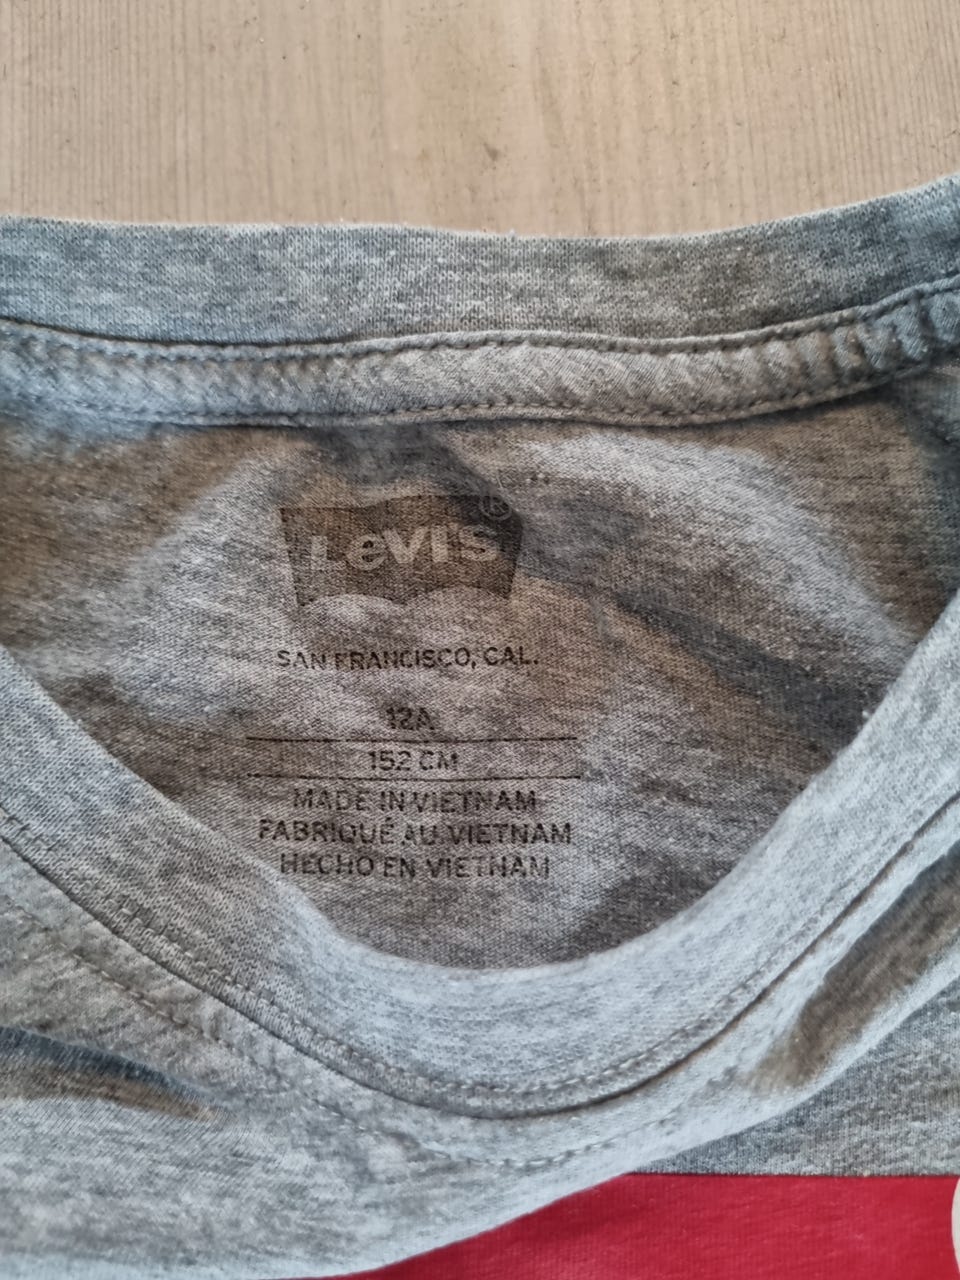 Levi's®
SAN FRANCISCO, CAL.
12A
152 CM
MADE IN VIETNAM
FABRIQUÉ AU VIETNAM
HECHO EN VIETNAM